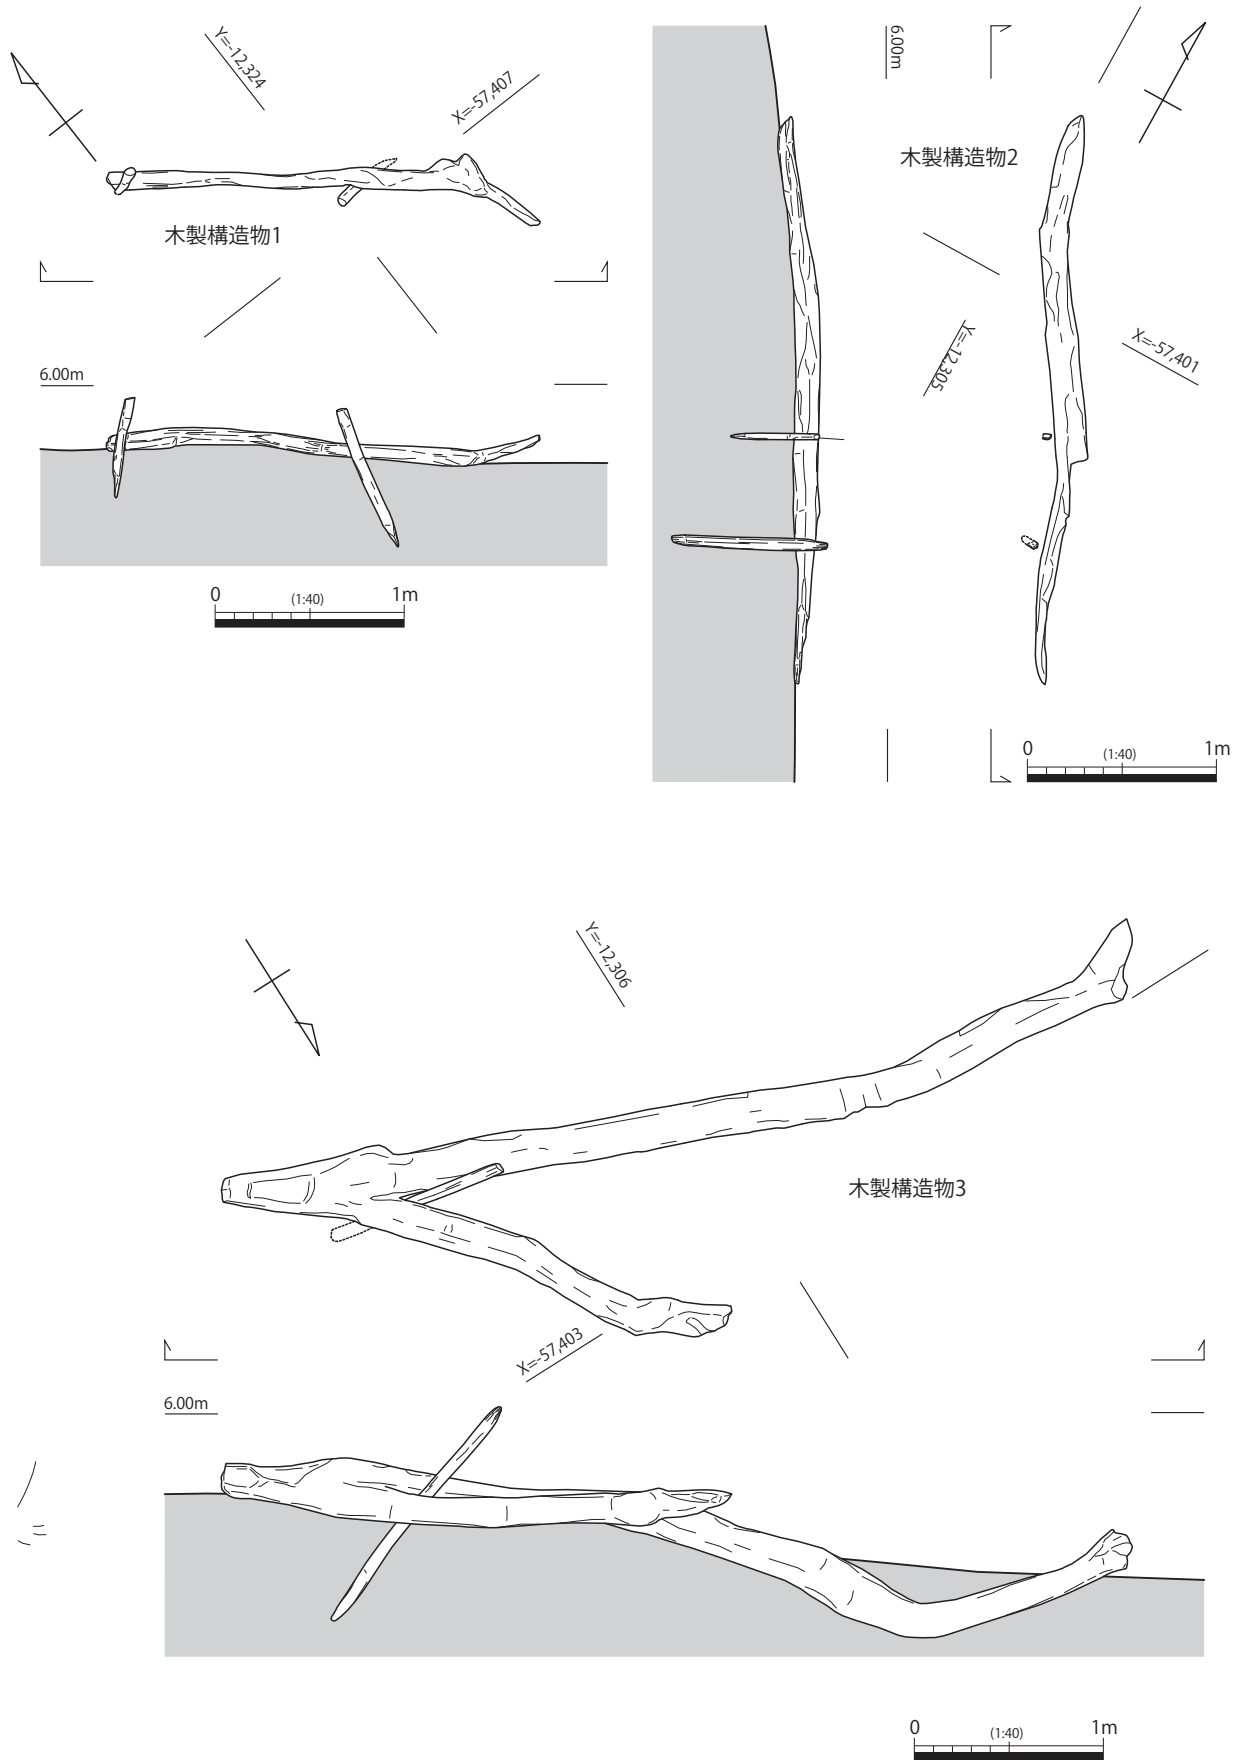 Y=-12,324
X=-57,407
木製構造物1
6.00m
0 (1:40) 1m
6.00m
木製構造物2
Y=-12,305
X=-57,401
0 (1:40) 1m
Y=-12,306
木製構造物3
X=-57,403
6.00m
0 (1:40) 1m